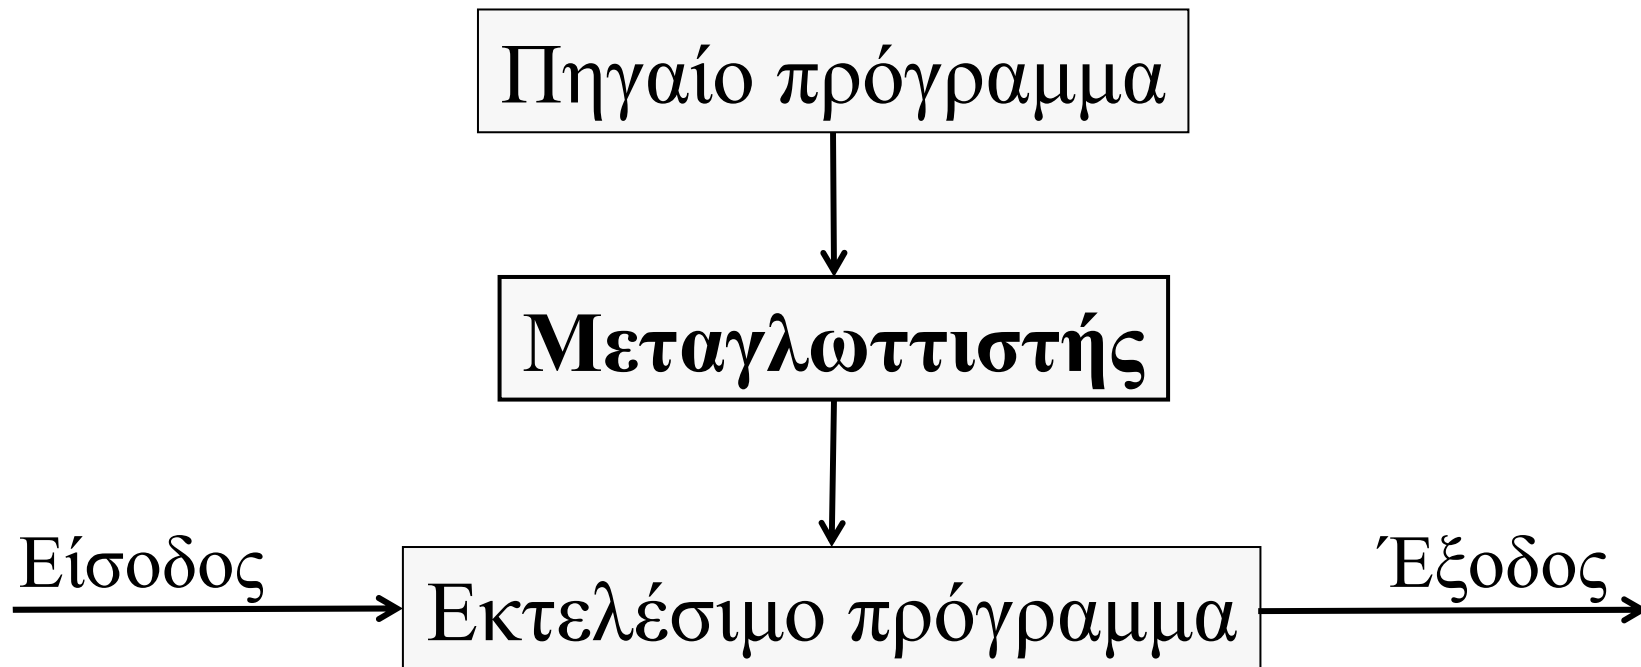 Πηγαίο πρόγραμμα
Μεταγλωττιστής
Είσοδος
Έξοδος
Εκτελέσιμο πρόγραμμα